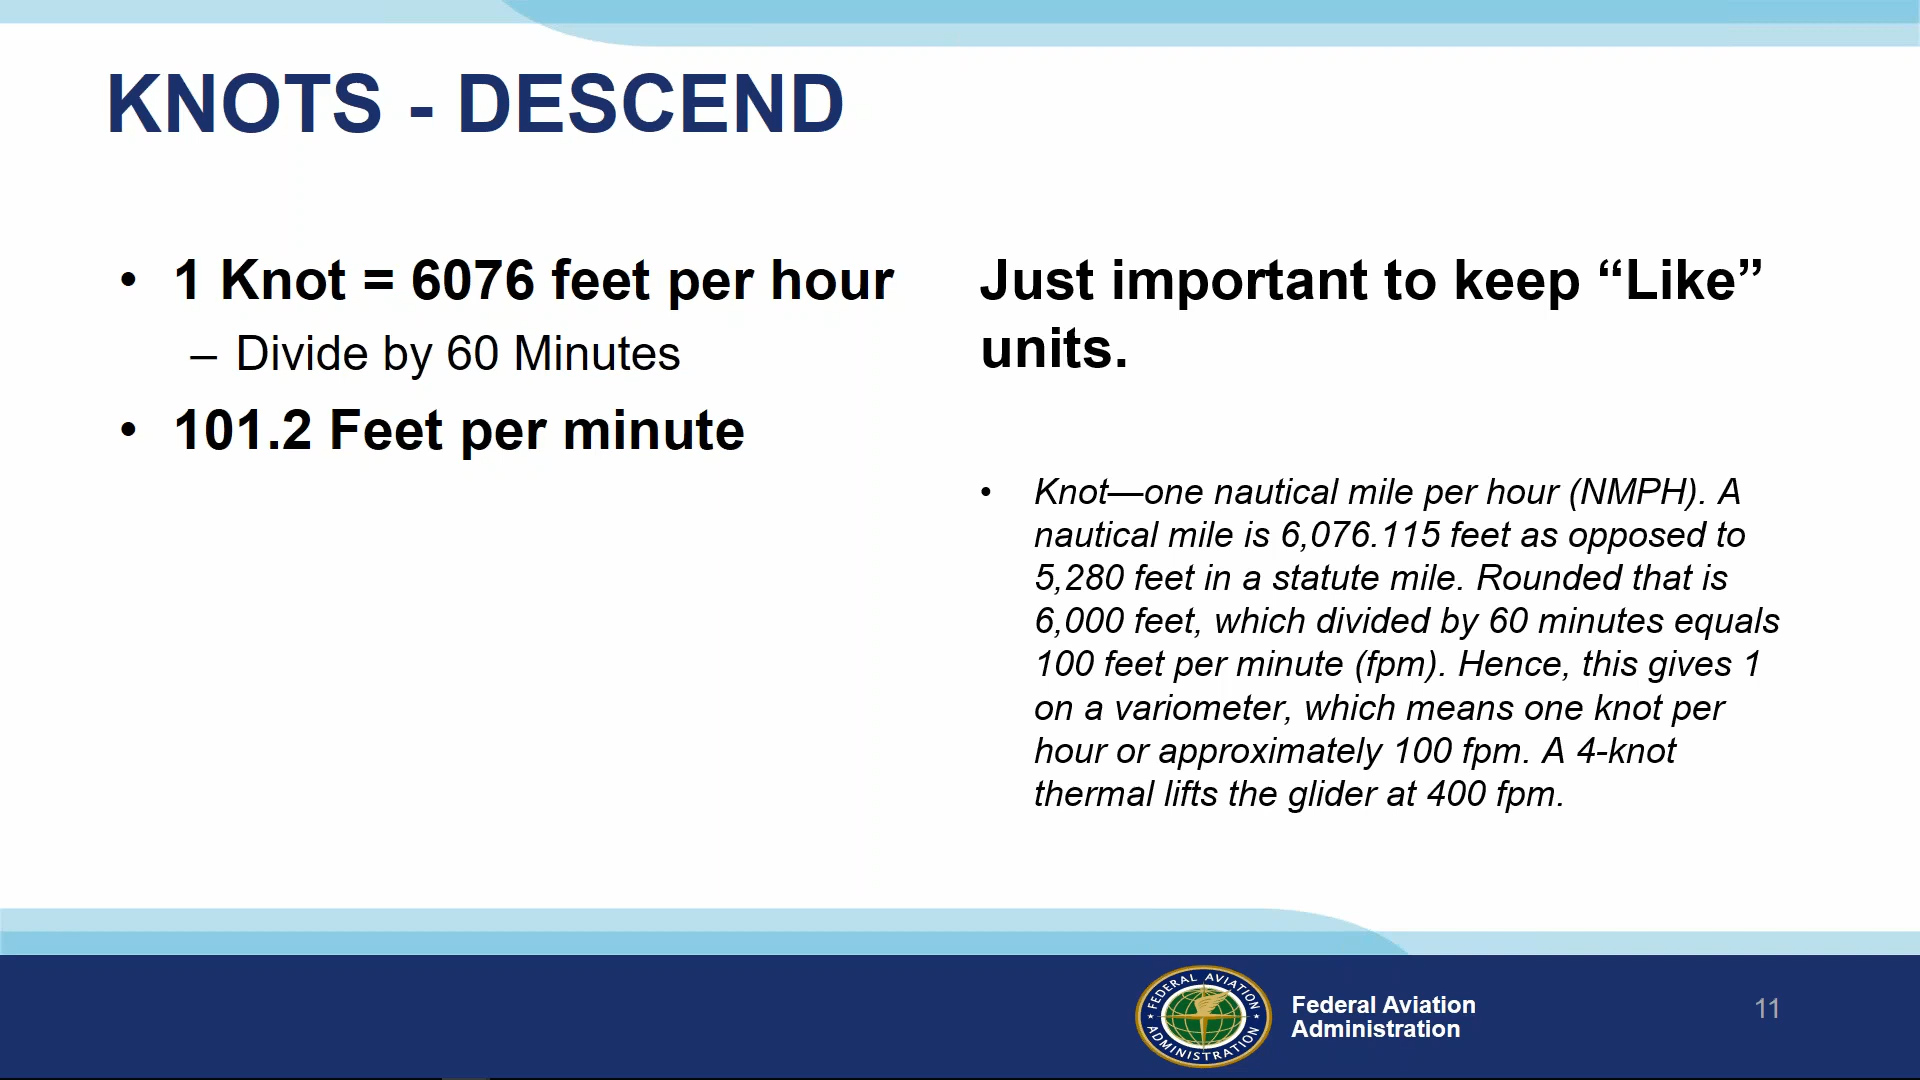 KNOTS - DESCEND
• 1 Knot = 6076 feet per hour
– Divide by 60 Minutes
• 101.2 Feet per minute
Just important to keep “Like”
units.
• Knot—one nautical mile per hour (NMPH). A
nautical mile is 6,076.115 feet as opposed to
5,280 feet in a statute mile. Rounded that is
6,000 feet, which divided by 60 minutes equals
100 feet per minute (fpm). Hence, this gives 1
on a variometer, which means one knot per
hour or approximately 100 fpm. A 4-knot
thermal lifts the glider at 400 fpm.
FEDERAL AVIATION
ADMINISTRATION
Federal Aviation
Administration
11